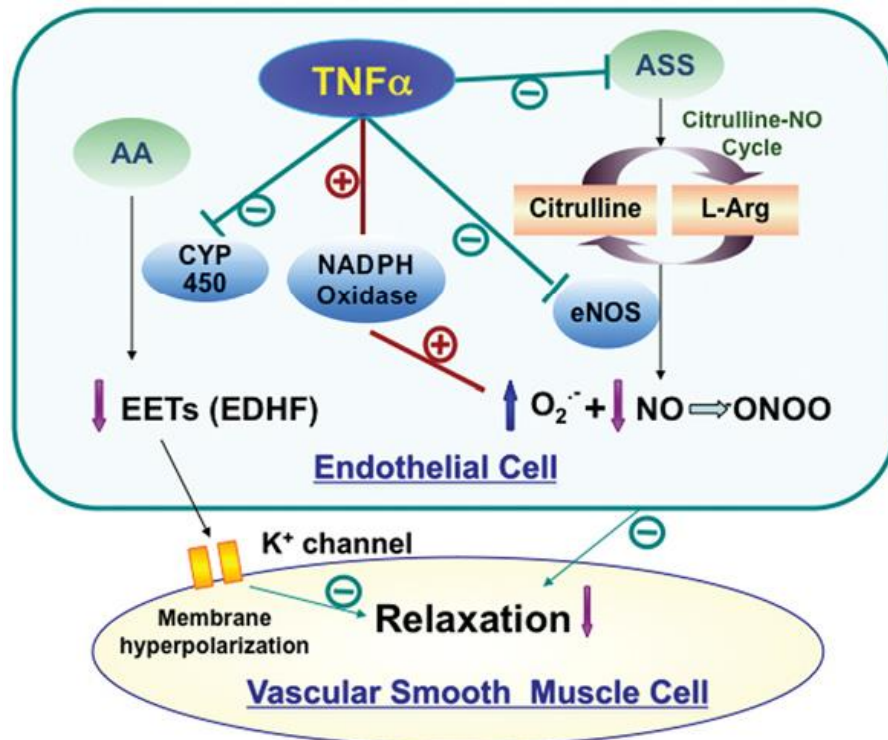 TNFα
ASS
Citrulline-NO
Cycle
AA
Citrulline
L-Arg
CYP
450
NADPH
Oxidase
eNOS
EETs (EDHF)
O₂·- + NO ⇒ ONOO
Endothelial Cell
K⁺ channel
Membrane
hyperpolarization
Relaxation
Vascular Smooth Muscle Cell